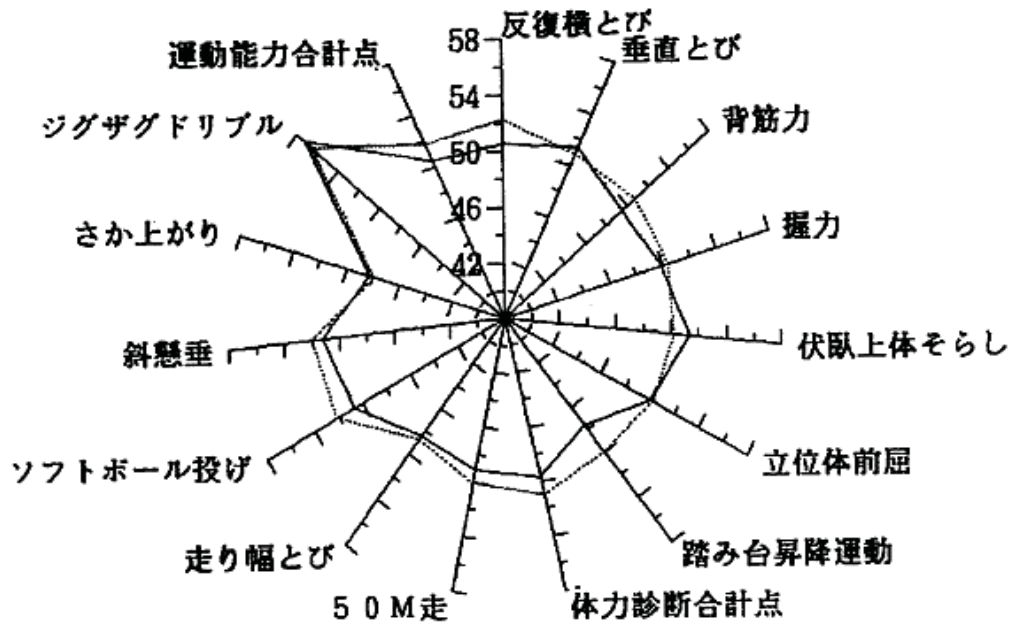 反復横とび
垂直とび
背筋力
握力
伏臥上体そらし
立位体前屈
踏み台昇降運動
体力診断合計点
50M走
走り幅とび
ソフトボール投げ
斜懸垂
さか上がり
ジグザグドリブル
運動能力合計点
58
54
50
46
42